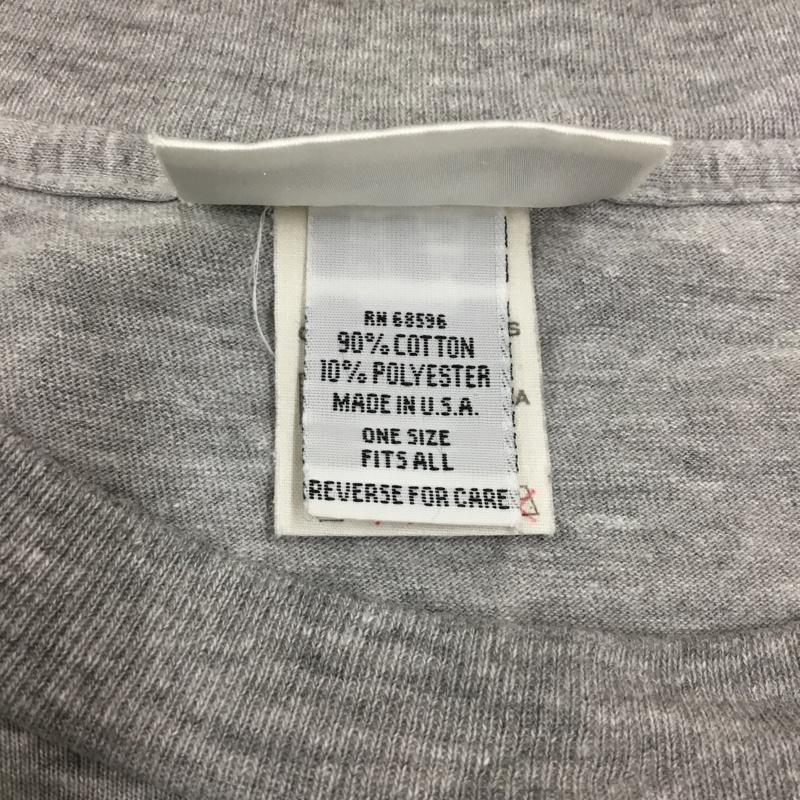 RN 68596
90% COTTON
10% POLYESTER
MADE IN U.S.A.
ONE SIZE
FITS ALL
REVERSE FOR CARE